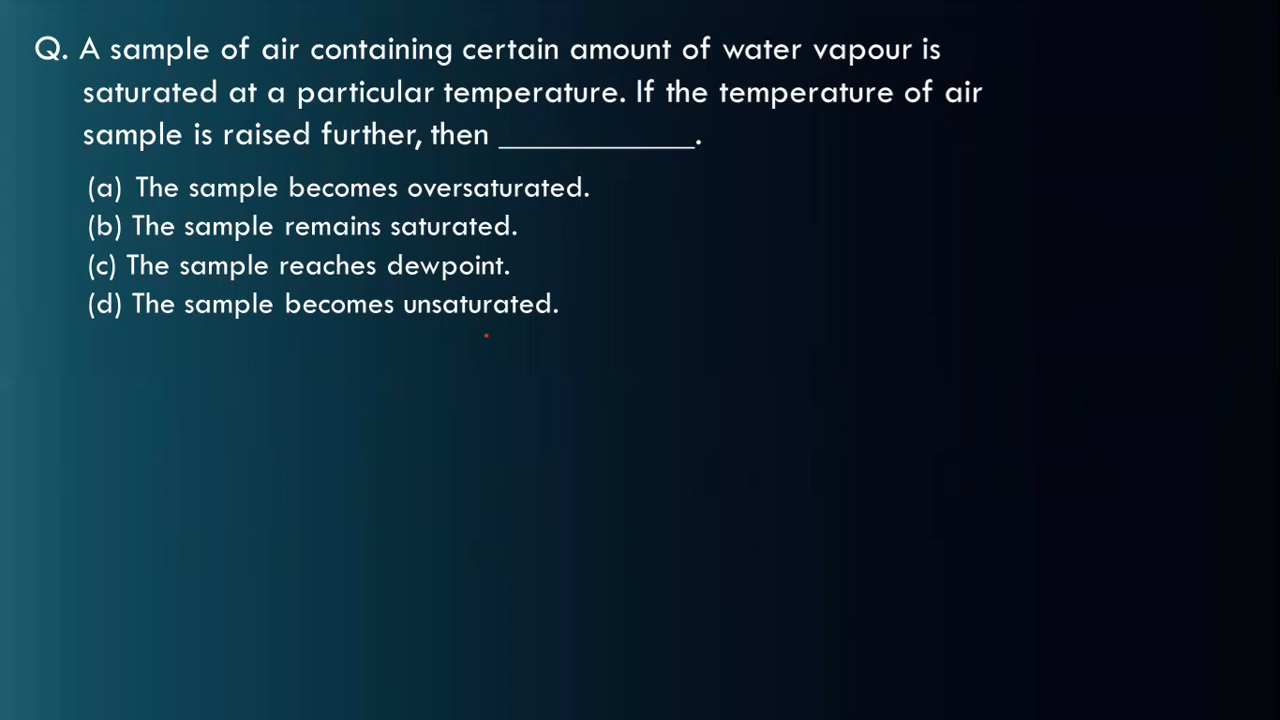 Q. A sample of air containing certain amount of water vapour is
saturated at a particular temperature. If the temperature of air
sample is raised further, then ____________.
(a) The sample becomes oversaturated.
(b) The sample remains saturated.
(c) The sample reaches dewpoint.
(d) The sample becomes unsaturated.